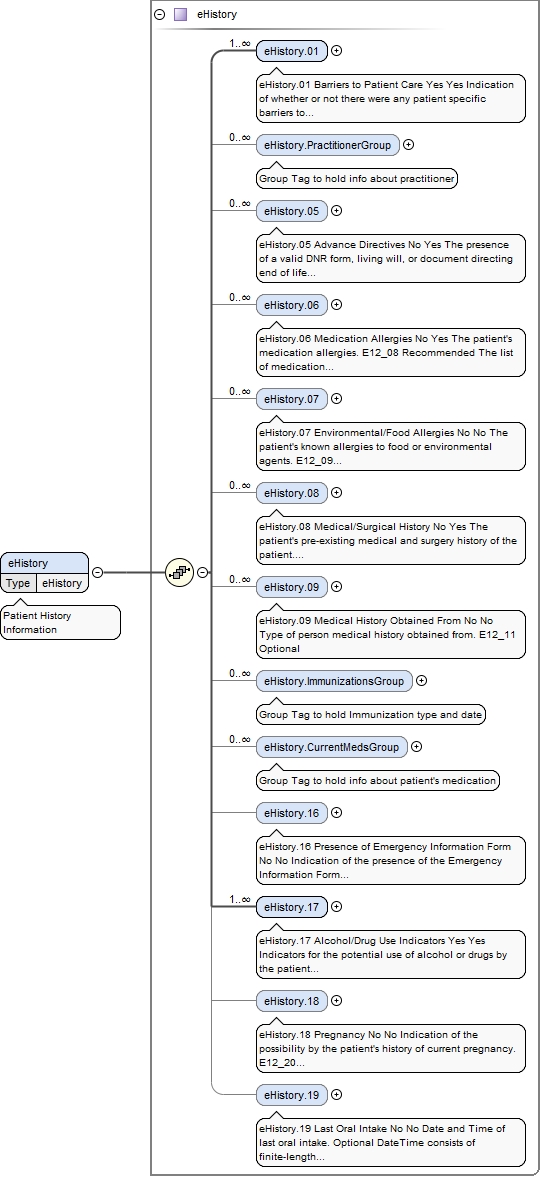 eHistory
1..∞
eHistory.01
eHistory.01 Barriers to Patient Care Yes Yes Indication
of whether or not there were any patient specific
barriers to...
0..∞
eHistory.PractitionerGroup
Group Tag to hold info about practitioner
0..∞
eHistory.05
eHistory.05 Advance Directives No Yes The presence
of a valid DNR form, living will, or document directing
end of life...
0..∞
eHistory.06
eHistory.06 Medication Allergies No Yes The patient's
medication allergies. E12_08 Recommended The list
of medication...
0..∞
eHistory.07
eHistory.07 Environmental/Food Allergies No No The
patient's known allergies to food or environmental
agents. E12_09...
0..∞
eHistory.08
eHistory.08 Medical/Surgical History No Yes The
patient's pre-existing medical and surgery history of the
patient....
eHistory
Type eHistory
Patient History
Information
0..∞
eHistory.09
eHistory.09 Medical History Obtained From No No
Type of person medical history obtained from. E12_11
Optional
0..∞
eHistory.ImmunizationsGroup
Group Tag to hold Immunization type and date
0..∞
eHistory.CurrentMedsGroup
Group Tag to hold info about patient's medication
eHistory.16
eHistory.16 Presence of Emergency Information Form
No No Indication of the presence of the Emergency
Information Form...
1..∞
eHistory.17
eHistory.17 Alcohol/Drug Use Indicators Yes Yes
Indicators for the potential use of alcohol or drugs by
the patient...
eHistory.18
eHistory.18 Pregnancy No No Indication of the
possibility by the patient's history of current pregnancy.
E12_20...
eHistory.19
eHistory.19 Last Oral Intake No No Date and Time of
last oral intake. Optional DateTime consists of
finite-length...